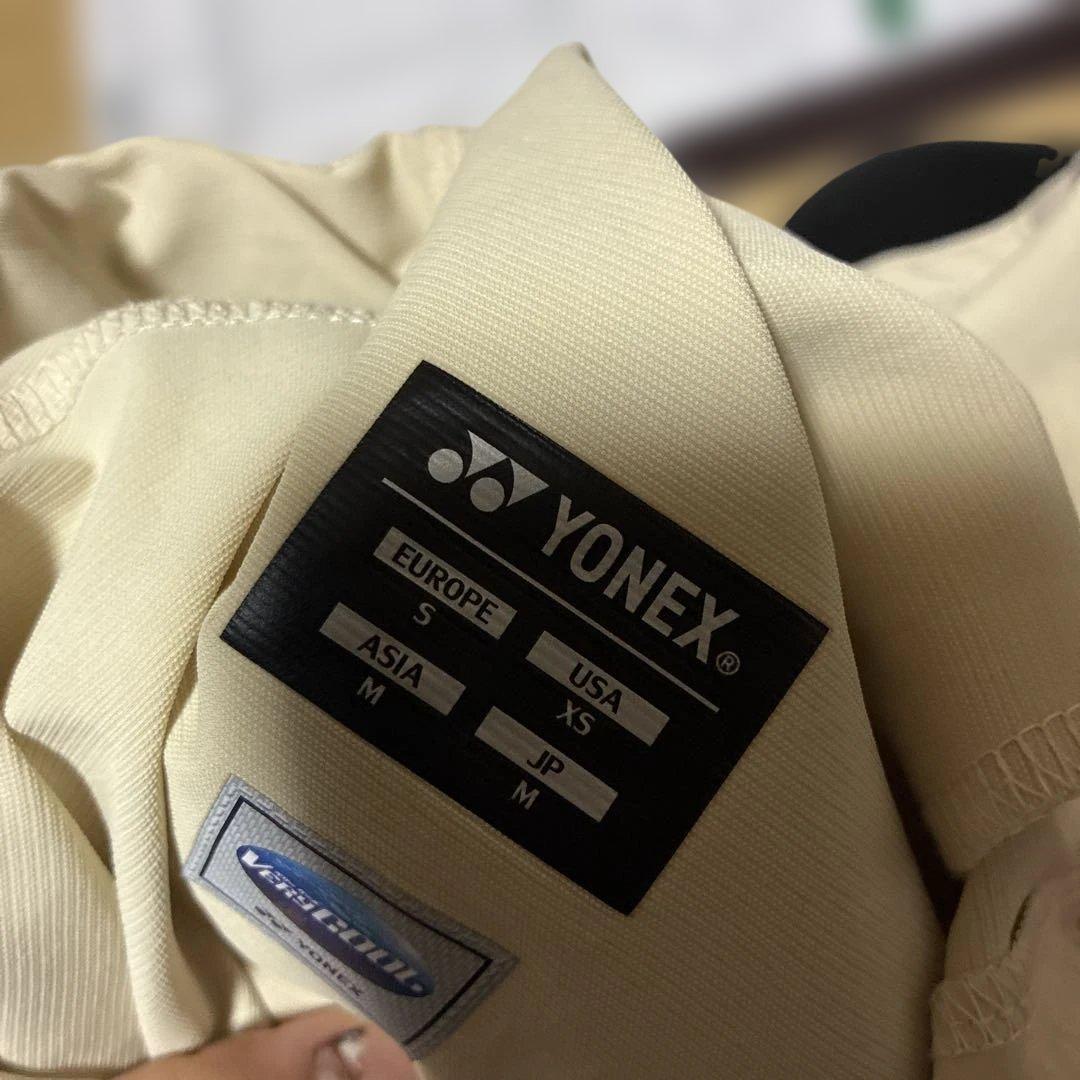 YONEX®
EUROPE
S
USA
XS
ASIA
M
JP
M
VERYCOOL
YONEX